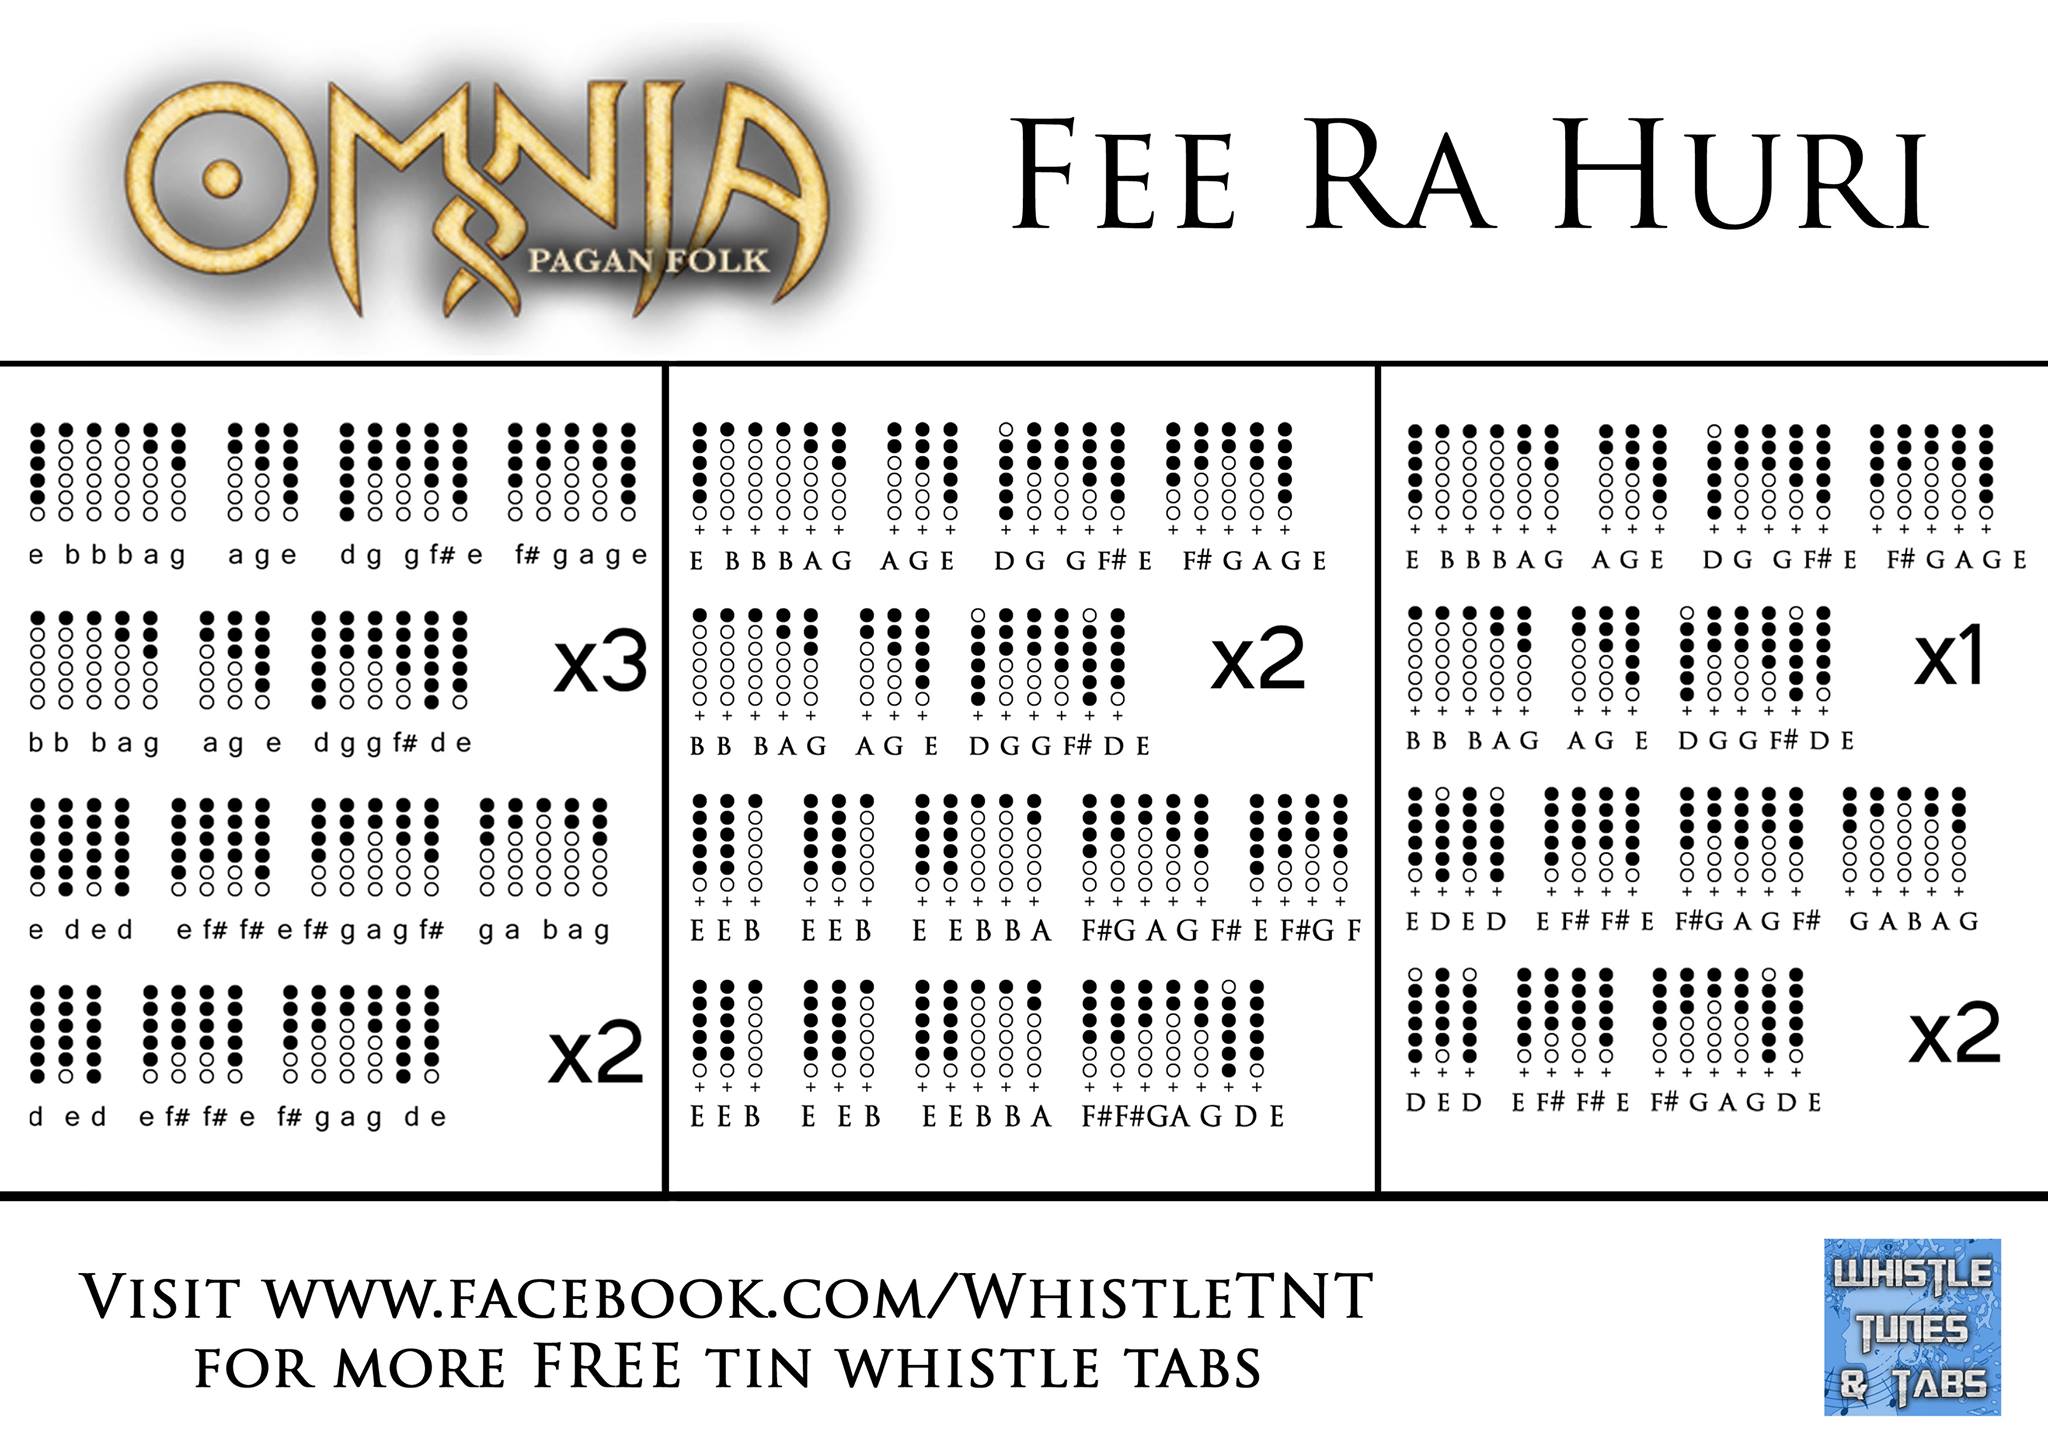 OMNIA
PAGAN FOLK
FEE RA HURI
e b b b a g a g e d g g f# e f# g a g e
b b b a g a g e d g g f# d e
x3
e d e d e f# f# e f# g a g f# g a b a g
d e d e f# f# e f# g a g d e
x2
+ + + + + + + + + + + + + + + + + + +
E B B B A G A G E D G G F# E F# G A G E
+ + + + + + + + + + + + + +
B B B A G A G E D G G F# D E
x2
+ + + + + + + + + + + + + + + + + + + +
E E B E E B E E B B A F# G A G F# E F# G F
+ + + + + + + + + + + + + + + + + +
E E B E E B E E B B A F# F# G A G D E
+ + + + + + + + + + + + + + + + + + +
E B B B A G A G E D G G F# E F# G A G E
+ + + + + + + + + + + + + +
B B B A G A G E D G G F# D E
x1
+ + + + + + + + + + + + + + + + + +
E D E D E F# F# E F# G A G F# G A B A G
+ + + + + + + + + + + + +
D E D E F# F# E F# G A G D E
x2
VISIT WWW.FACEBOOK.COM/WHISTLETNT
FOR MORE FREE TIN WHISTLE TABS
WHISTLE
TUNES
& TABS